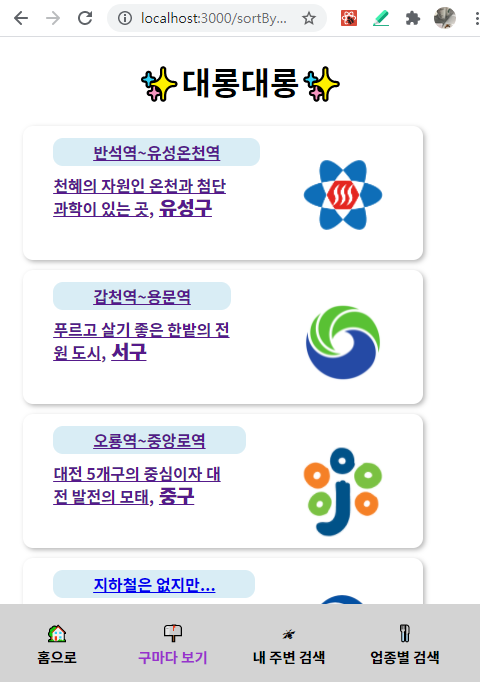 localhost:3000/sortBy...
대롱대롱
반석역~유성온천역
천혜의 자원인 온천과 첨단
과학이 있는 곳, 유성구
갑천역~용문역
푸르고 살기 좋은 한밭의 전
원 도시, 서구
오룡역~중앙로역
대전 5개구의 중심이자 대
전 발전의 모태, 중구
지하철은 없지만...
홈으로 구마다 보기 내 주변 검색 업종별 검색